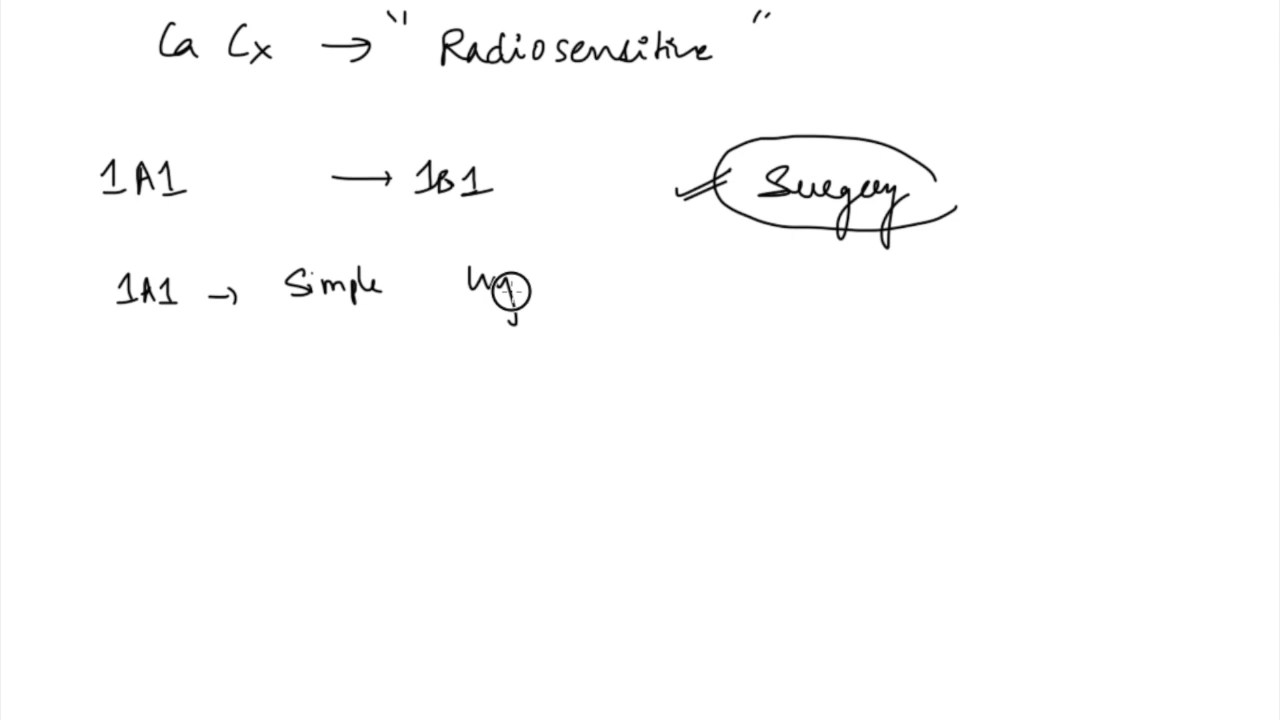 Ca Cx → " Radiosensitive "
1A1 → 1B1 Surgery
1A1 → Simple